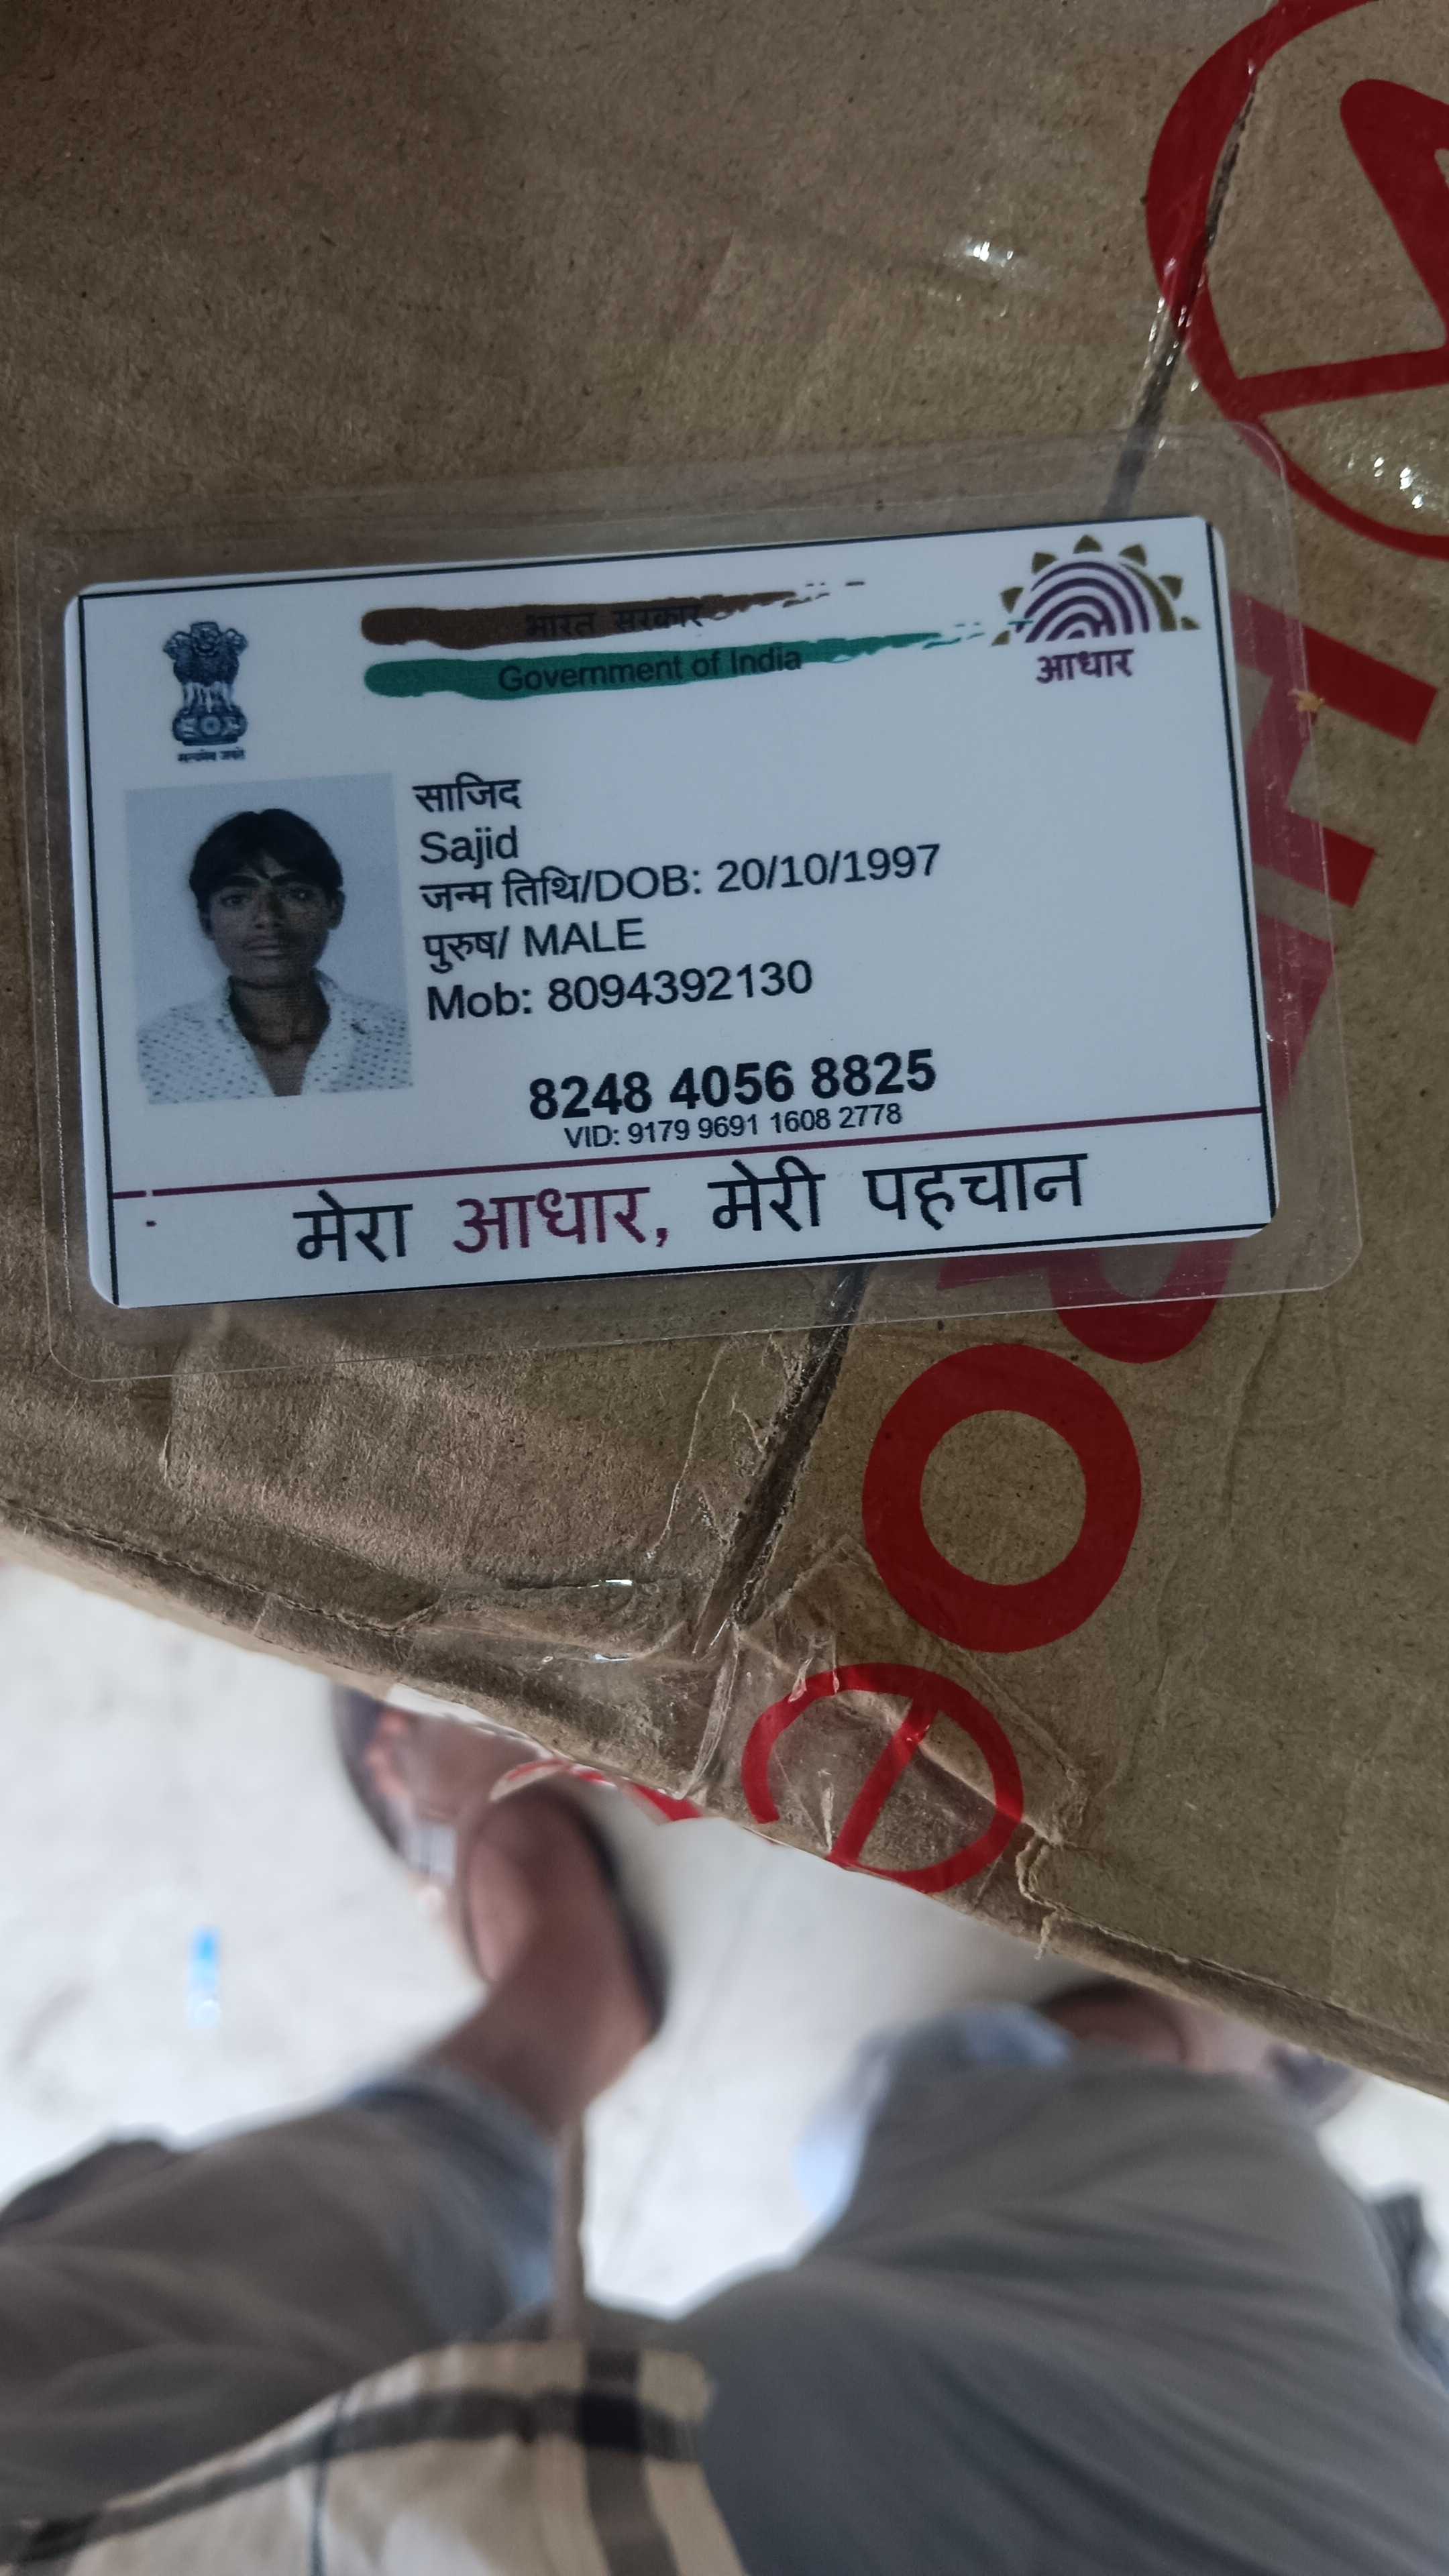 भारत सरकार
Government of India
आधार
सत्यमेव जयते
साजिद
Sajid
जन्म तिथि/DOB: 20/10/1997
पुरुष/ MALE
Mob: 8094392130
8248 4056 8825
VID: 9179 9691 1608 2778
मेरा आधार, मेरी पहचान